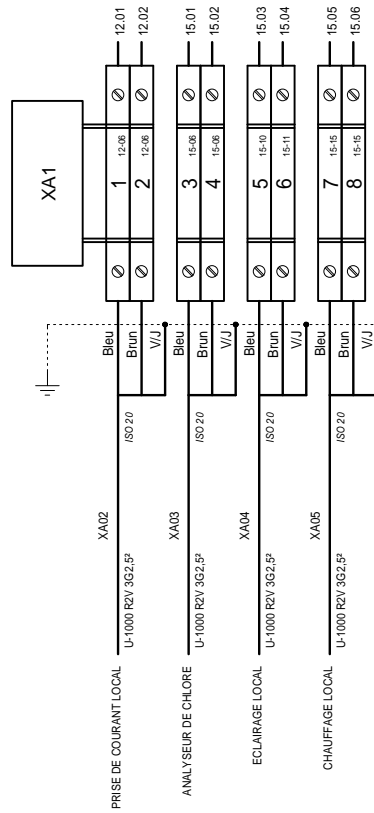 XA1
PRISE DE COURANT LOCAL
U-1000 R2V 3G2,5²
XA02
ISO 20
Bleu
Brun
V/J
1
12-06
12.01
2
12-06
12.02
ANALYSEUR DE CHLORE
U-1000 R2V 3G2,5²
XA03
ISO 20
Bleu
Brun
V/J
3
15-06
15.01
4
15-06
15.02
ECLAIRAGE LOCAL
U-1000 R2V 3G2,5²
XA04
ISO 20
Bleu
Brun
V/J
5
15-10
15.03
6
15-11
15.04
CHAUFFAGE LOCAL
U-1000 R2V 3G2,5²
XA05
ISO 20
Bleu
Brun
V/J
7
15-15
15.05
8
15-15
15.06